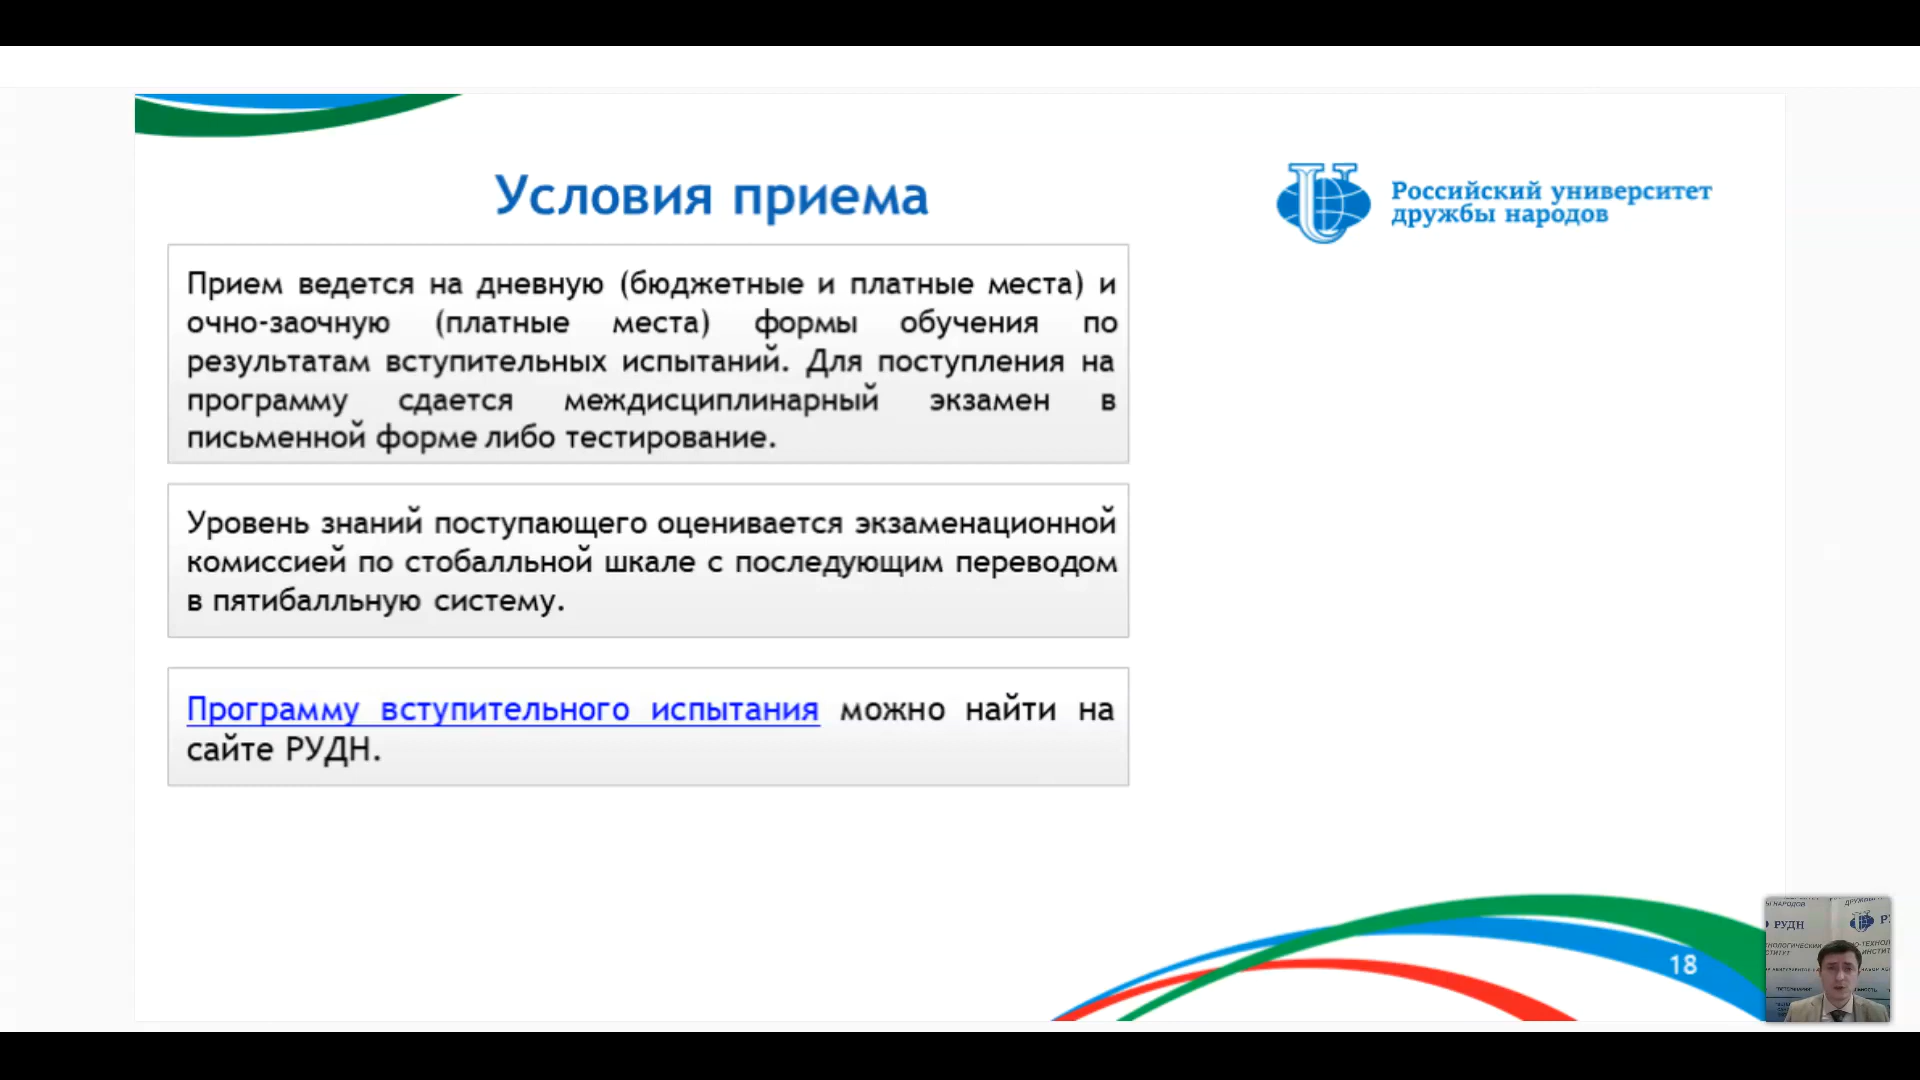 Условия приема
Российский университет
дружбы народов
Прием ведется на дневную (бюджетные и платные места) и
очно-заочную (платные места) формы обучения по
результатам вступительных испытаний. Для поступления на
программу сдается междисциплинарный экзамен в
письменной форме либо тестирование.
Уровень знаний поступающего оценивается экзаменационной
комиссией по стобалльной шкале с последующим переводом
в пятибалльную систему.
Программу вступительного испытания можно найти на
сайте РУДН.
18
РУДН